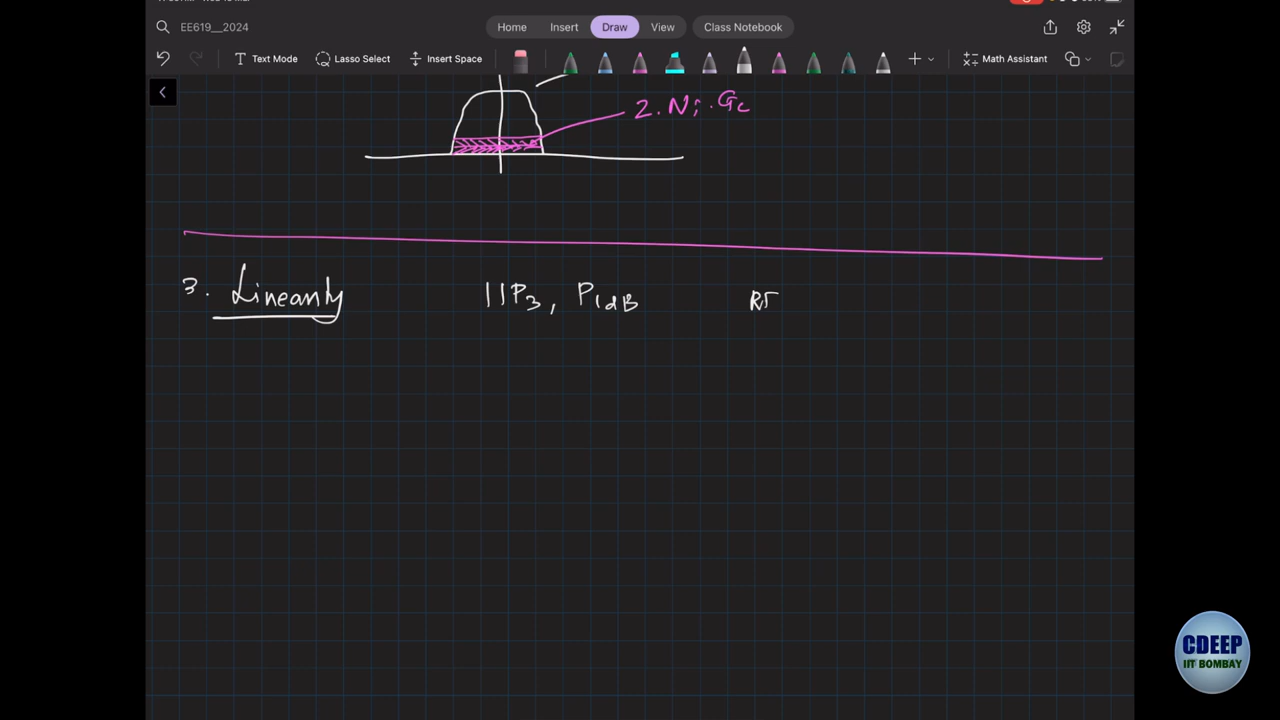 EE619__2024
Home Insert Draw View Class Notebook
Text Mode Lasso Select Insert Space Math Assistant
2. Ni. Gc
3. Linearity IIP3, P1dB RF
CDEEP
IIT BOMBAY